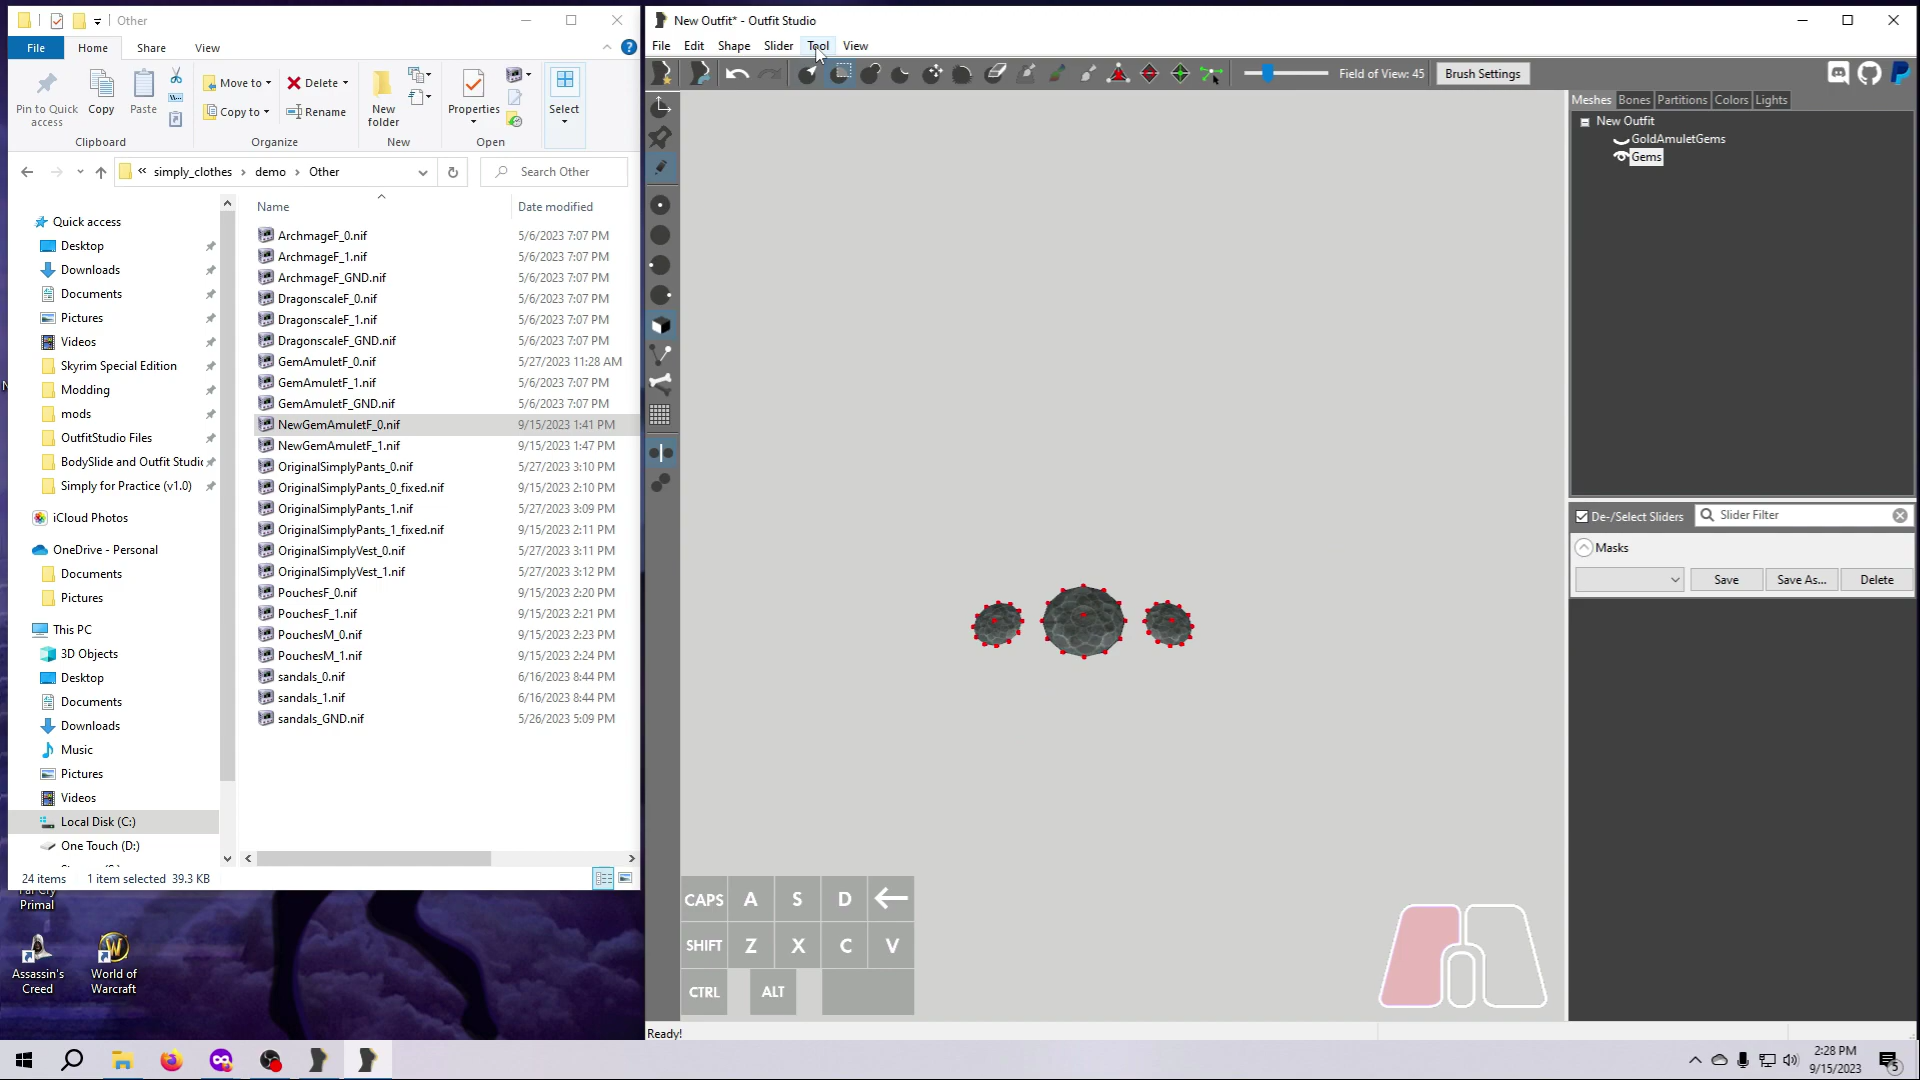 Other
File Home Share View
Pin to Quick access
Copy
Paste
Clipboard
Move to
Copy to
Delete
Rename
Organize
New folder
New
Properties
Open
Select
« simply_clothes > demo > Other
Search Other
Name Date modified
Quick access
Desktop
Downloads
Documents
Pictures
Videos
Skyrim Special Edition
Modding
mods
OutfitStudio Files
BodySlide and Outfit Studio
Simply for Practice (v1.0)
iCloud Photos
OneDrive - Personal
Documents
Pictures
This PC
3D Objects
Desktop
Documents
Downloads
Music
Pictures
Videos
Local Disk (C:)
One Touch (D:)
ArchmageF_0.nif 5/6/2023 7:07 PM
ArchmageF_1.nif 5/6/2023 7:07 PM
ArchmageF_GND.nif 5/6/2023 7:07 PM
DragonscaleF_0.nif 5/6/2023 7:07 PM
DragonscaleF_1.nif 5/6/2023 7:07 PM
DragonscaleF_GND.nif 5/6/2023 7:07 PM
GemAmuletF_0.nif 5/27/2023 11:28 AM
GemAmuletF_1.nif 5/6/2023 7:07 PM
GemAmuletF_GND.nif 5/6/2023 7:07 PM
NewGemAmuletF_0.nif 9/15/2023 1:41 PM
NewGemAmuletF_1.nif 9/15/2023 1:47 PM
OriginalSimplyPants_0.nif 5/27/2023 3:10 PM
OriginalSimplyPants_0_fixed.nif 9/15/2023 2:10 PM
OriginalSimplyPants_1.nif 5/27/2023 3:09 PM
OriginalSimplyPants_1_fixed.nif 9/15/2023 2:11 PM
OriginalSimplyVest_0.nif 5/27/2023 3:11 PM
OriginalSimplyVest_1.nif 5/27/2023 3:12 PM
PouchesF_0.nif 9/15/2023 2:20 PM
PouchesF_1.nif 9/15/2023 2:21 PM
PouchesM_0.nif 9/15/2023 2:23 PM
PouchesM_1.nif 9/15/2023 2:24 PM
sandals_0.nif 6/16/2023 8:44 PM
sandals_1.nif 6/16/2023 8:44 PM
sandals_GND.nif 5/26/2023 5:09 PM
24 items 1 item selected 39.3 KB
Primal
Assassin's Creed
World of Warcraft
New Outfit* - Outfit Studio
File Edit Shape Slider Tool View
Field of View: 45
Brush Settings
Meshes Bones Partitions Colors Lights
New Outfit
GoldAmuletGems
Gems
De-/Select Sliders
Slider Filter
Masks
Save Save As... Delete
CAPS A S D ←
SHIFT Z X C V
CTRL ALT
Ready!
2:28 PM
9/15/2023
5